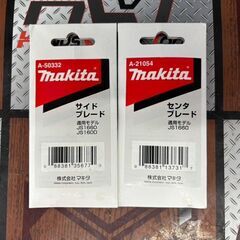 A-50332
makita
サイド
ブレード
適用モデル
JS1660
JS1600
株式会社マキタ
A-21054
makita
センタ
ブレード
適用モデル
JS1660
株式会社マキタ